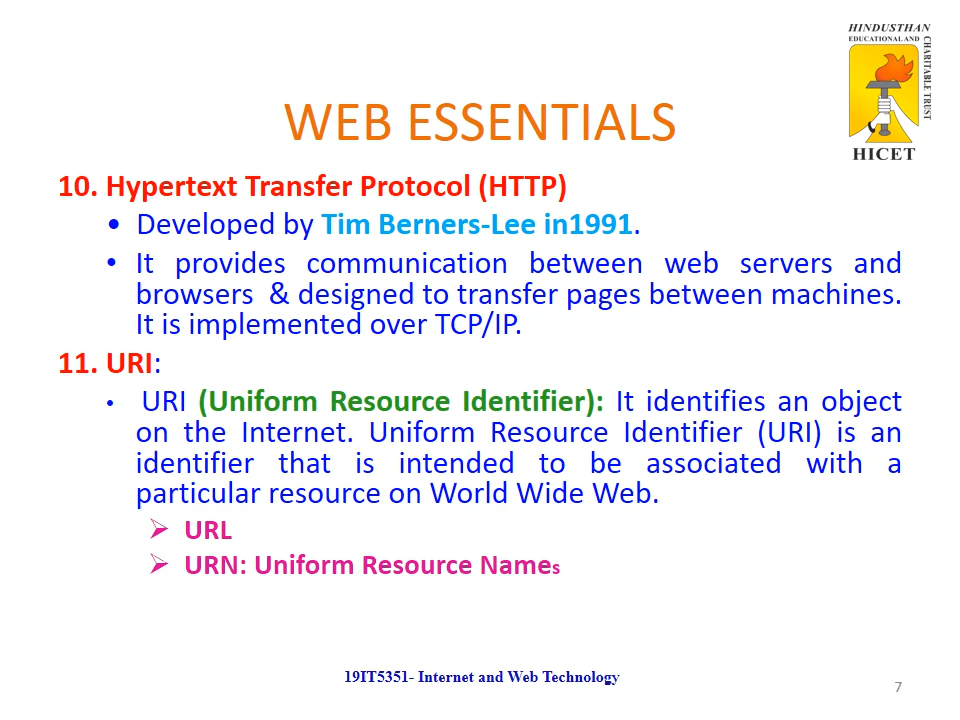 HINDUSTHAN
EDUCATIONAL AND
CHARITABLE TRUST
HICET
WEB ESSENTIALS
10. Hypertext Transfer Protocol (HTTP)
• Developed by Tim Berners-Lee in1991.
• It provides communication between web servers and
browsers & designed to transfer pages between machines.
It is implemented over TCP/IP.
11. URI:
• URI (Uniform Resource Identifier): It identifies an object
on the Internet. Uniform Resource Identifier (URI) is an
identifier that is intended to be associated with a
particular resource on World Wide Web.
➢ URL
➢ URN: Uniform Resource Names
19IT5351- Internet and Web Technology
7